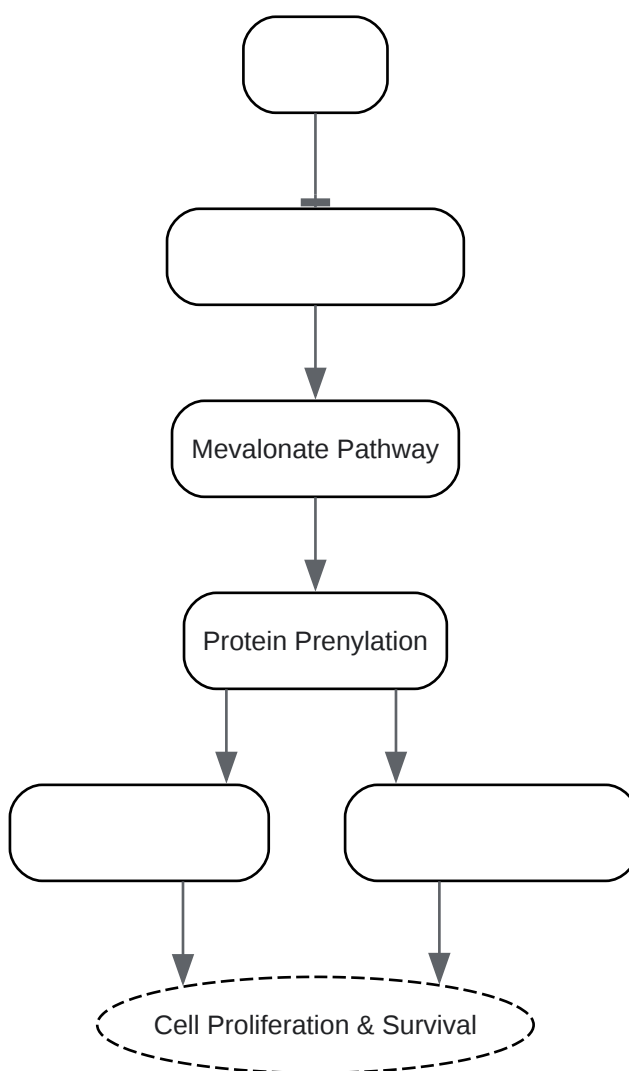 Mevalonate Pathway
Protein Prenylation
Cell Proliferation & Survival